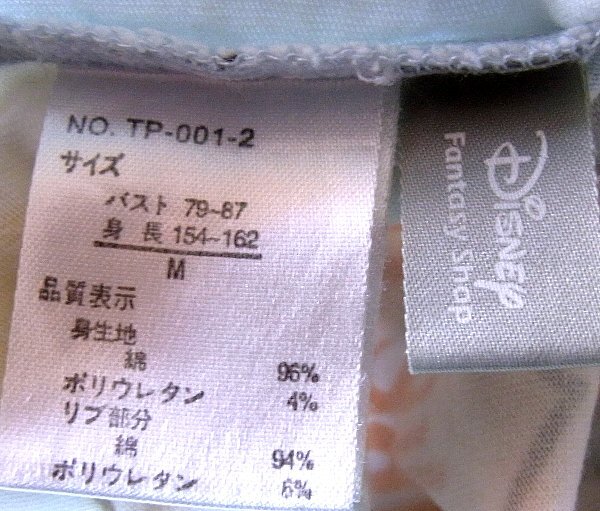 NO. TP-001-2
サイズ
バスト 79~87
身 長 154~162
M
品質表示
身生地
綿 96%
ポリウレタン 4%
リブ部分
綿 94%
ポリウレタン 6%
Disney
Fantasy Shop